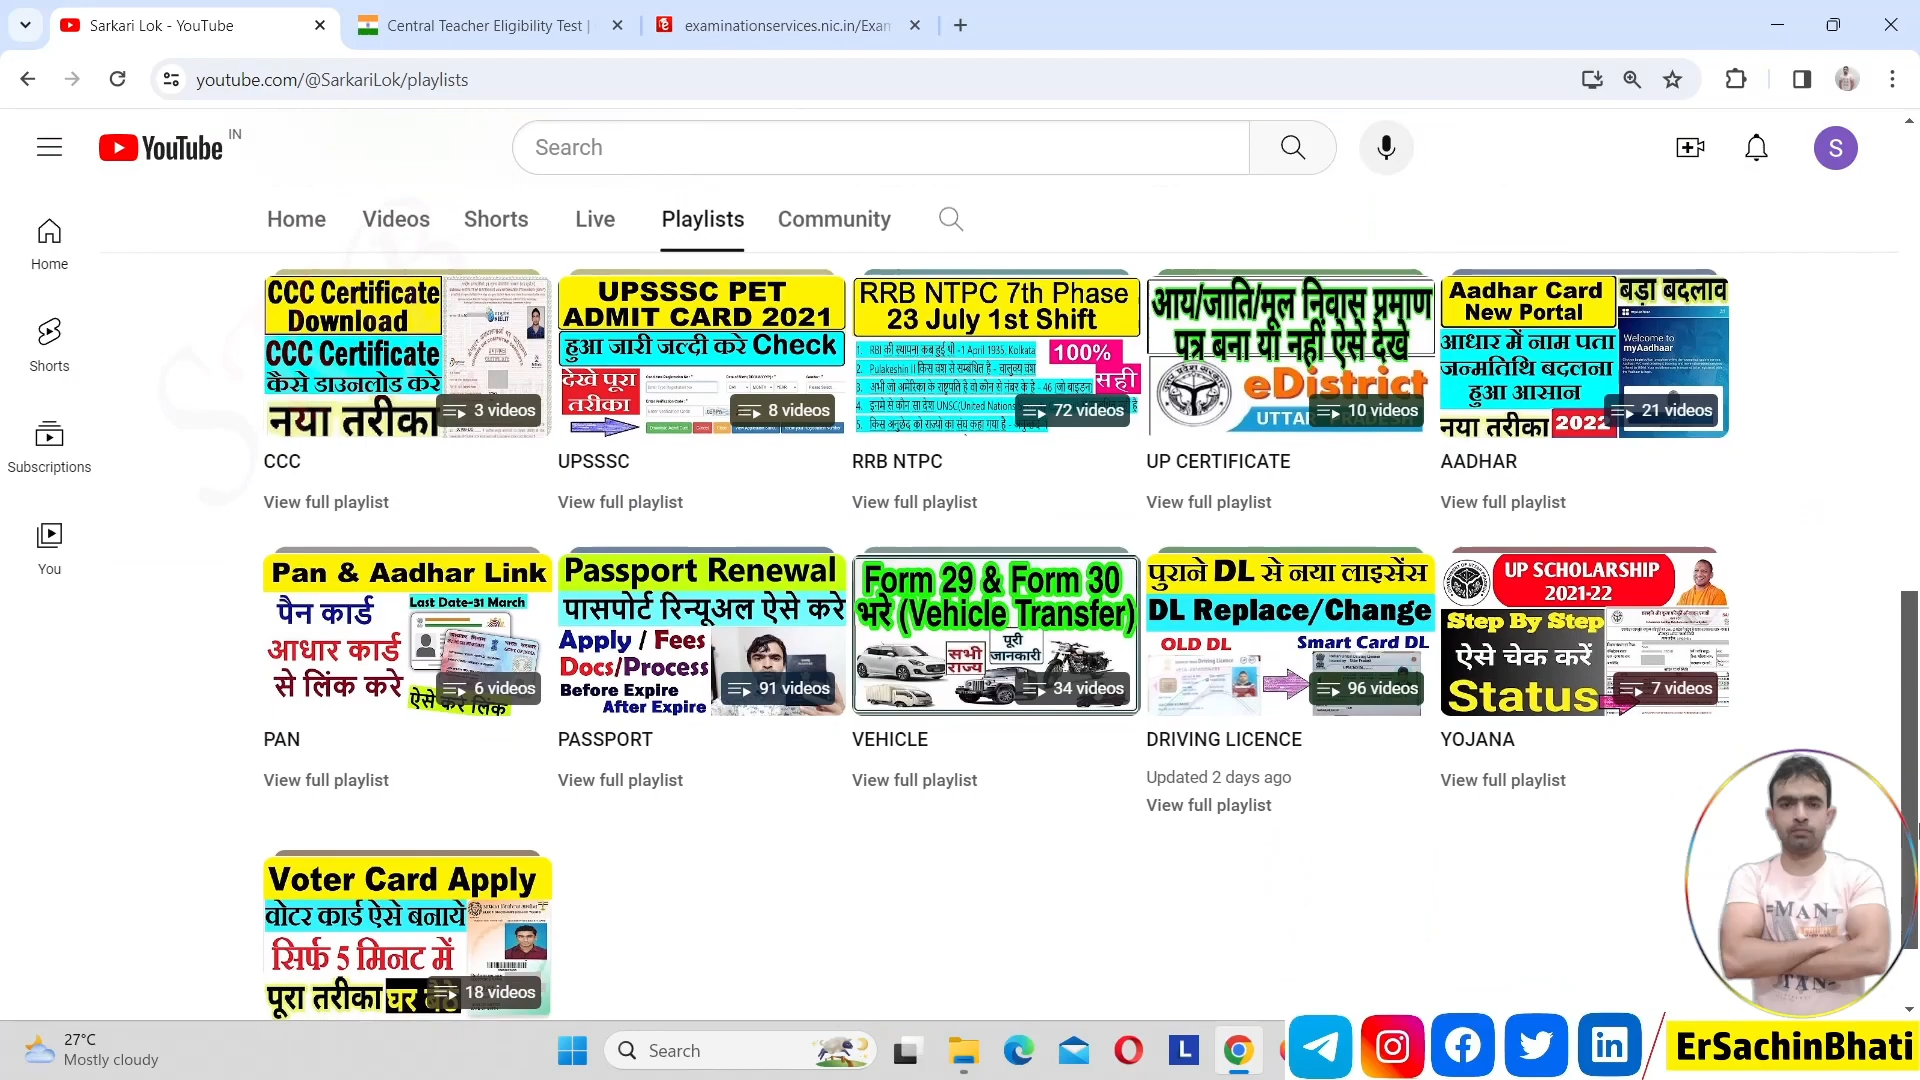 Sarkari Lok - YouTube
Central Teacher Eligibility Test |
examinationservices.nic.in/Exan
youtube.com/@SarkariLok/playlists
YouTube IN
Search
S
Home
Videos
Shorts
Live
Playlists
Community
Home
Shorts
Subscriptions
You
CCC Certificate
Download
CCC Certificate
कैसे डाउनलोड करे
नया तरीका
3 videos
UPSSSC PET
ADMIT CARD 2021
हुआ जारी जल्दी करे Check
देखे पूरा
तरीका
8 videos
RRB NTPC 7th Phase
23 July 1st Shift
100%
सही
72 videos
आय/जाति/मूल निवास प्रमाण
पत्र बना या नहीं ऐसे देखे
eDistrict
10 videos
Aadhar Card
New Portal
बड़ा बदलाव
आधार में नाम पता
जन्मतिथि बदलना
हुआ आसान
नया तरीका 2022
Welcome to
myAadhaar
21 videos
CCC
UPSSSC
RRB NTPC
UP CERTIFICATE
AADHAR
View full playlist
View full playlist
View full playlist
View full playlist
View full playlist
Pan & Aadhar Link
पैन कार्ड
Last Date-31 March
आधार कार्ड
से लिंक करे
ऐसे करे लिंक
6 videos
Passport Renewal
पासपोर्ट रिन्यूअल ऐसे करे
Apply / Fees
Docs/Process
Before Expire
After Expire
91 videos
Form 29 & Form 30
भरे (Vehicle Transfer)
सभी
राज्य
पूरी
जानकारी
34 videos
पुराने DL से नया लाइसेंस
DL Replace/Change
OLD DL
Smart Card DL
96 videos
UP SCHOLARSHIP
2021-22
Step By Step
ऐसे चेक करें
Status
7 videos
PAN
PASSPORT
VEHICLE
DRIVING LICENCE
YOJANA
View full playlist
View full playlist
View full playlist
Updated 2 days ago
View full playlist
View full playlist
Voter Card Apply
वोटर कार्ड ऐसे बनाये
सिर्फ 5 मिनट में
पूरा तरीका घर बैठे
18 videos
MAN
TAN
27°C
Mostly cloudy
Search
L
ErSachinBhati